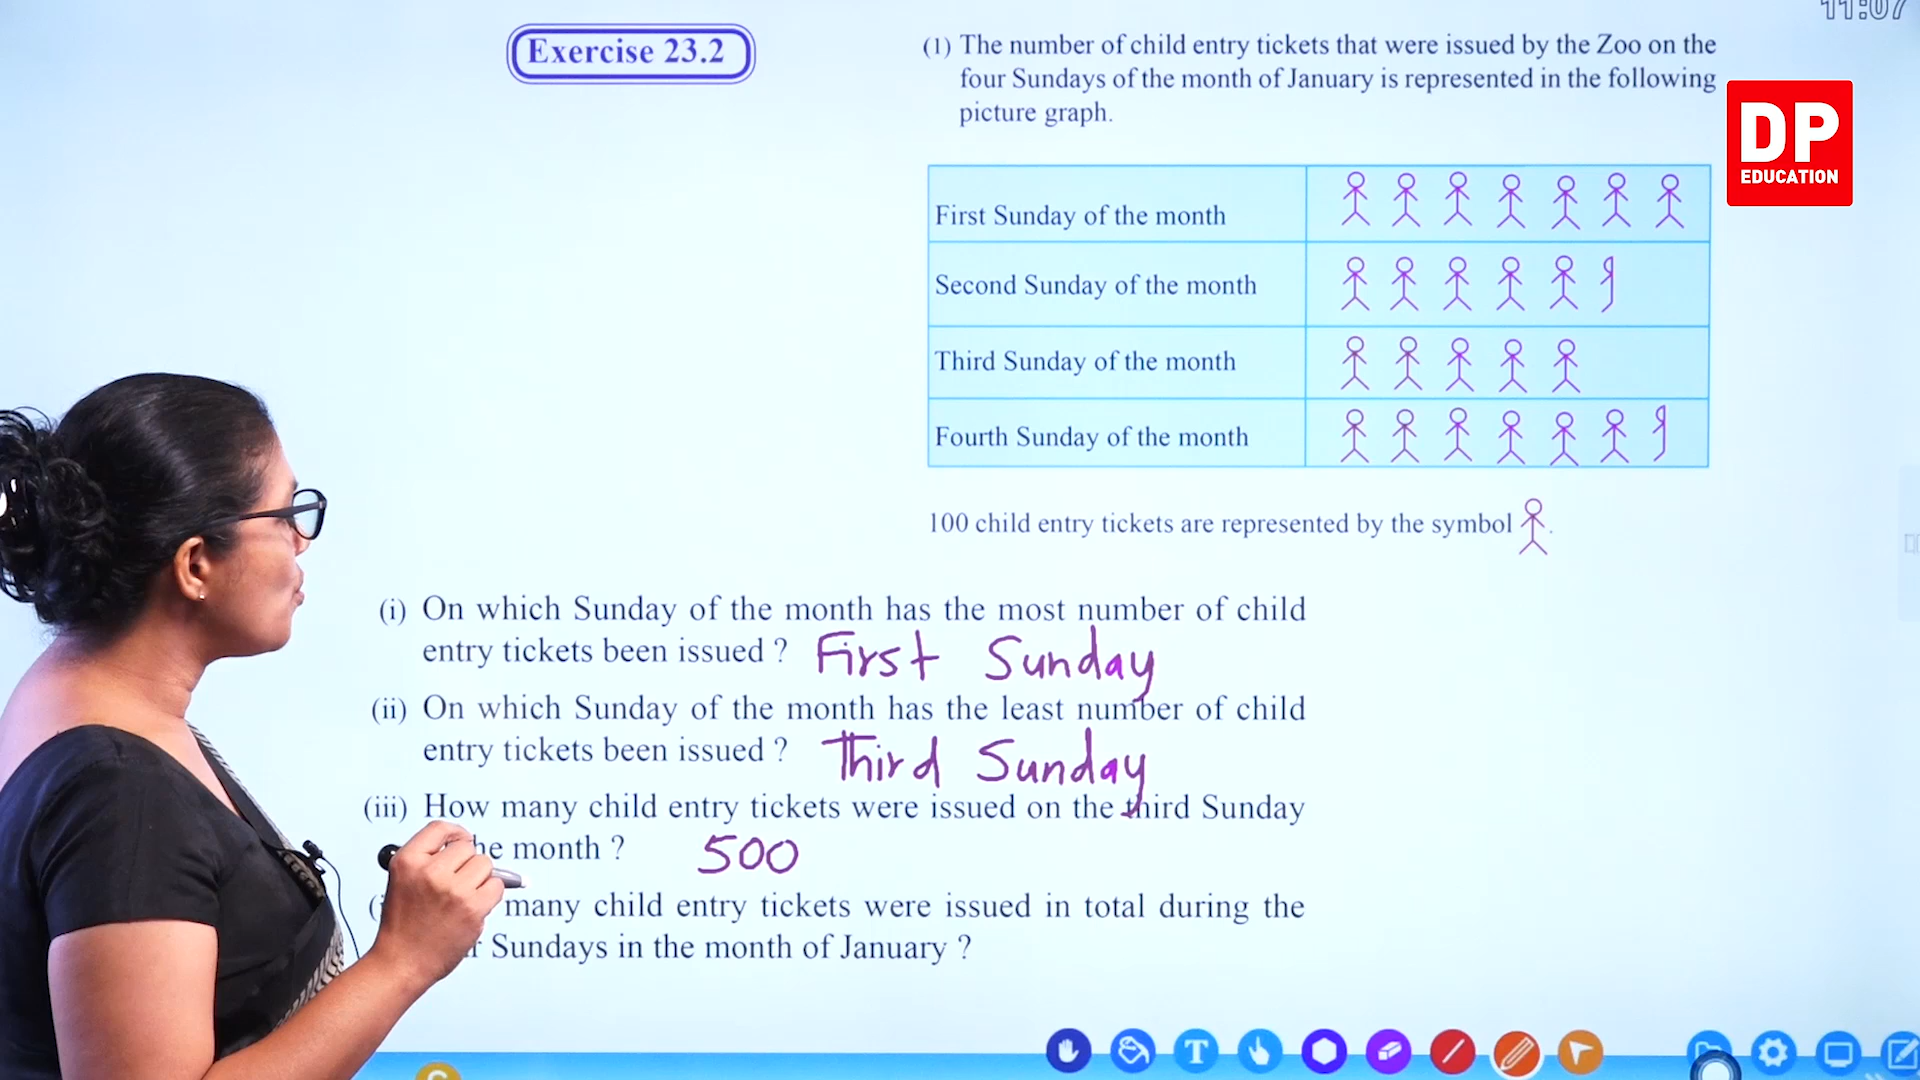 11:07
Exercise 23.2
(1) The number of child entry tickets that were issued by the Zoo on the
four Sundays of the month of January is represented in the following
picture graph.
DP
EDUCATION
First Sunday of the month
Second Sunday of the month
Third Sunday of the month
Fourth Sunday of the month
100 child entry tickets are represented by the symbol .
(i) On which Sunday of the month has the most number of child
entry tickets been issued ? First Sunday
(ii) On which Sunday of the month has the least number of child
entry tickets been issued ? Third Sunday
(iii) How many child entry tickets were issued on the third Sunday
month ? 500
many child entry tickets were issued in total during the
Sundays in the month of January ?
T